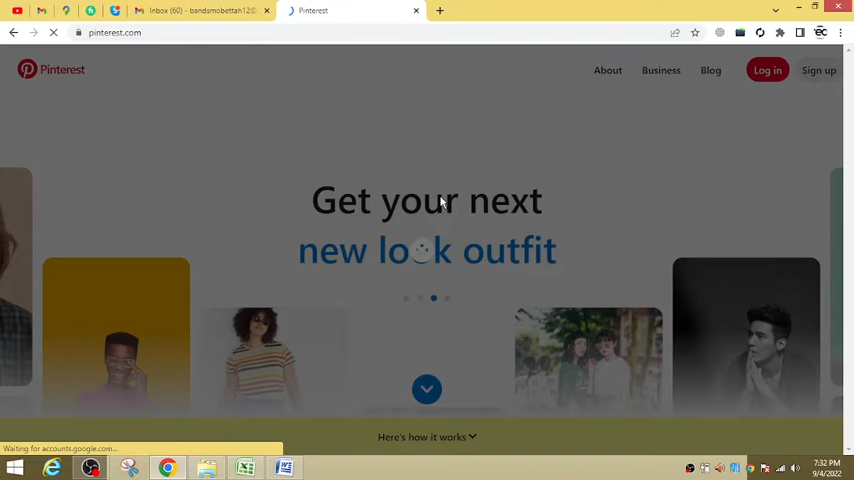 Inbox (60) - bandsmobettah12@
Pinterest
pinterest.com
Pinterest
About
Business
Blog
Log in
Sign up
Get your next
new look outfit
Here's how it works
Waiting for accounts.google.com...
7:32 PM
9/4/2022